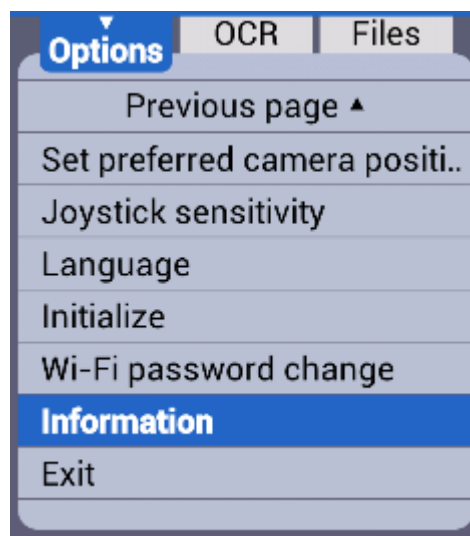 Options OCR Files
Previous page ▲
Set preferred camera positi..
Joystick sensitivity
Language
Initialize
Wi-Fi password change
Information
Exit